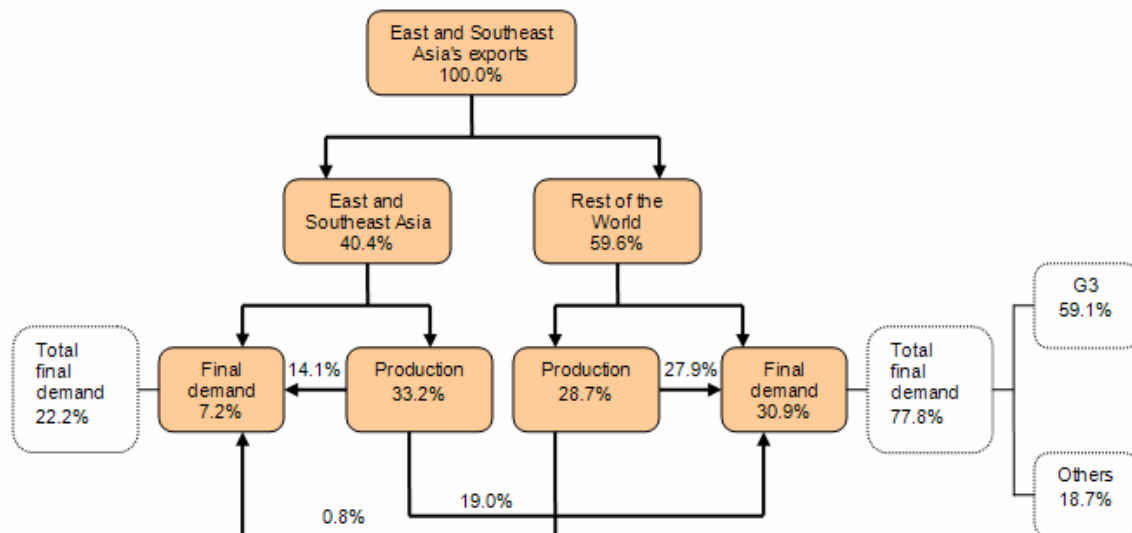 East and Southeast
Asia's exports
100.0%
East and
Southeast Asia
40.4%
Rest of the
World
59.6%
G3
59.1%
Total
final
demand
22.2%
Final
demand
7.2%
14.1%
Production
33.2%
Production
28.7%
27.9%
Final
demand
30.9%
Total
final
demand
77.8%
19.0%
0.8%
Others
18.7%